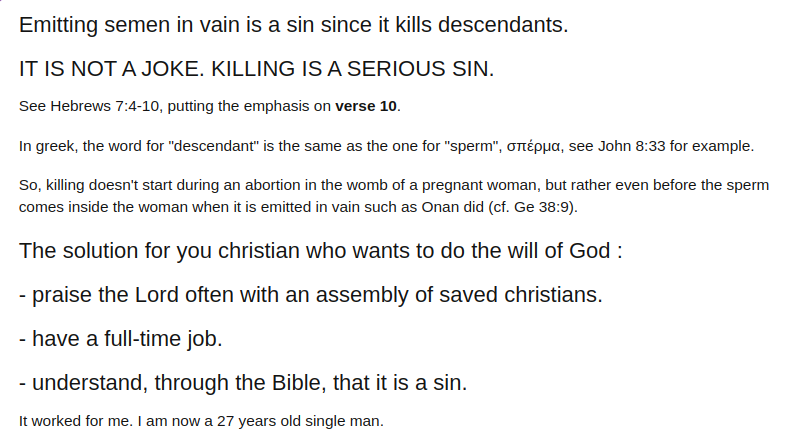 Emitting semen in vain is a sin since it kills descendants.
IT IS NOT A JOKE. KILLING IS A SERIOUS SIN.
See Hebrews 7:4-10, putting the emphasis on verse 10.
In greek, the word for "descendant" is the same as the one for "sperm", σπέρμα, see John 8:33 for example.
So, killing doesn't start during an abortion in the womb of a pregnant woman, but rather even before the sperm
comes inside the woman when it is emitted in vain such as Onan did (cf. Ge 38:9).
The solution for you christian who wants to do the will of God :
- praise the Lord often with an assembly of saved christians.
- have a full-time job.
- understand, through the Bible, that it is a sin.
It worked for me. I am now a 27 years old single man.